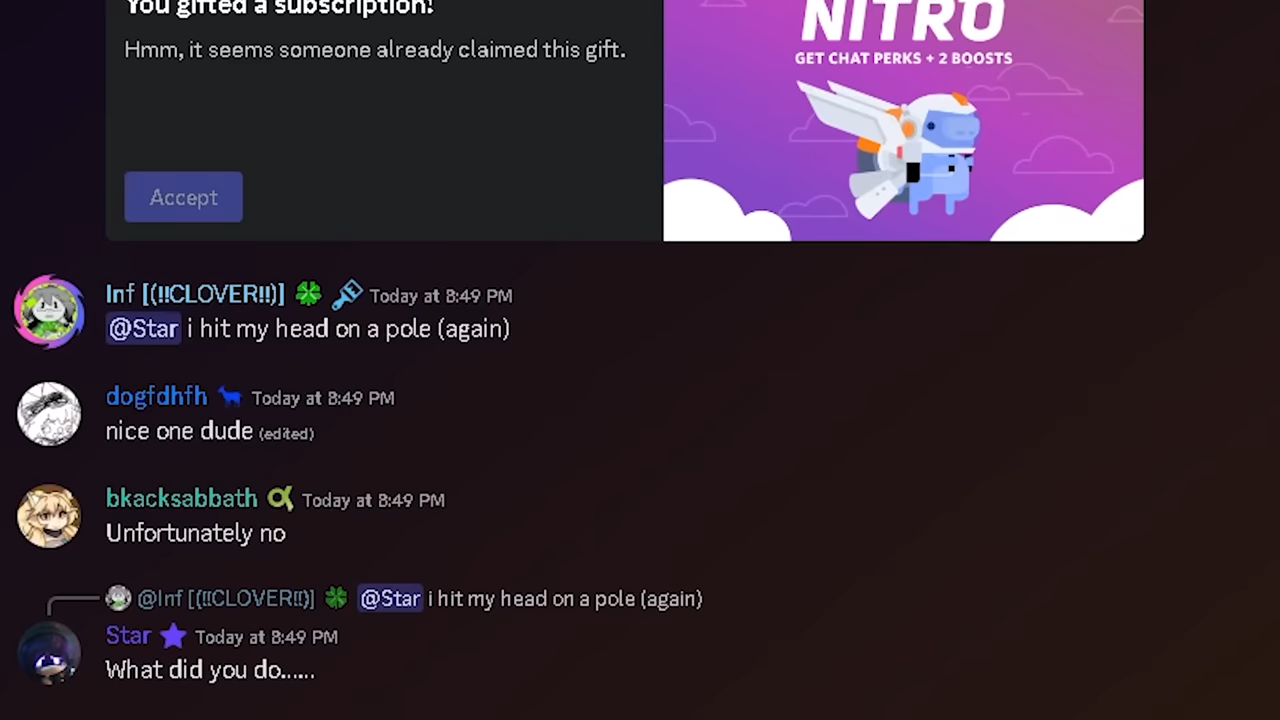 You gifted a subscription!
Hmm, it seems someone already claimed this gift.
Accept
NITRO
GET CHAT PERKS + 2 BOOSTS
Inf [(!!CLOVER!!)] 🍀 Today at 8:49 PM
@Star i hit my head on a pole (again)
dogfdhfh Today at 8:49 PM
nice one dude (edited)
bkacksabbath Today at 8:49 PM
Unfortunately no
@Inf [(!!CLOVER!!)] 🍀 @Star i hit my head on a pole (again)
Star Today at 8:49 PM
What did you do......